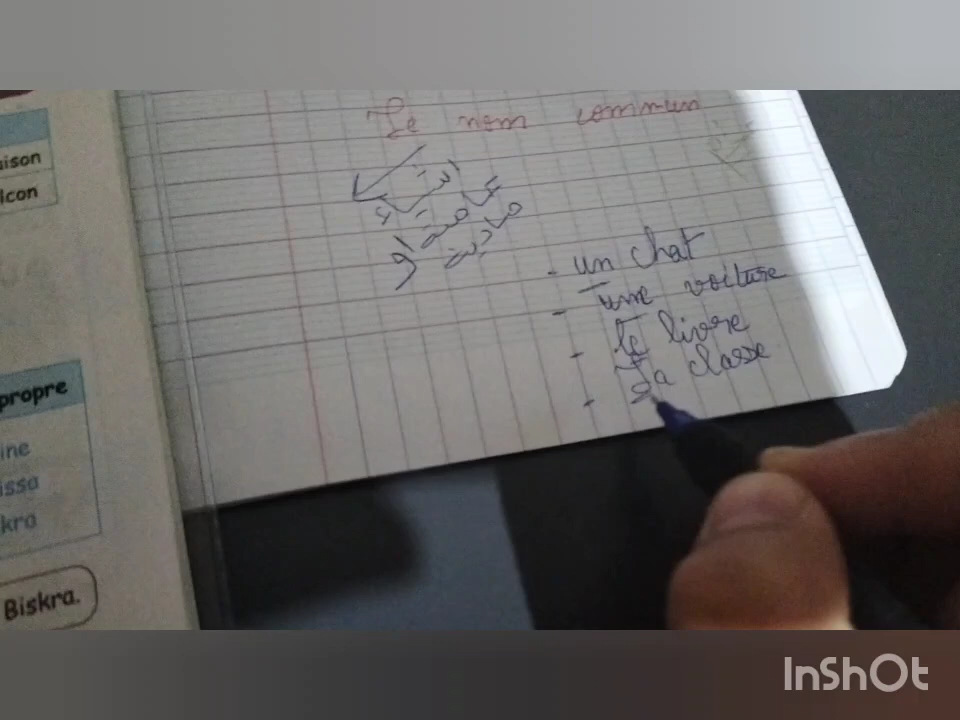 aison
lcon
propre
ine
issa
kra
Biskra.
Le nom commun
- un chat
- une voiture
- le livre
- La classe
InShOt